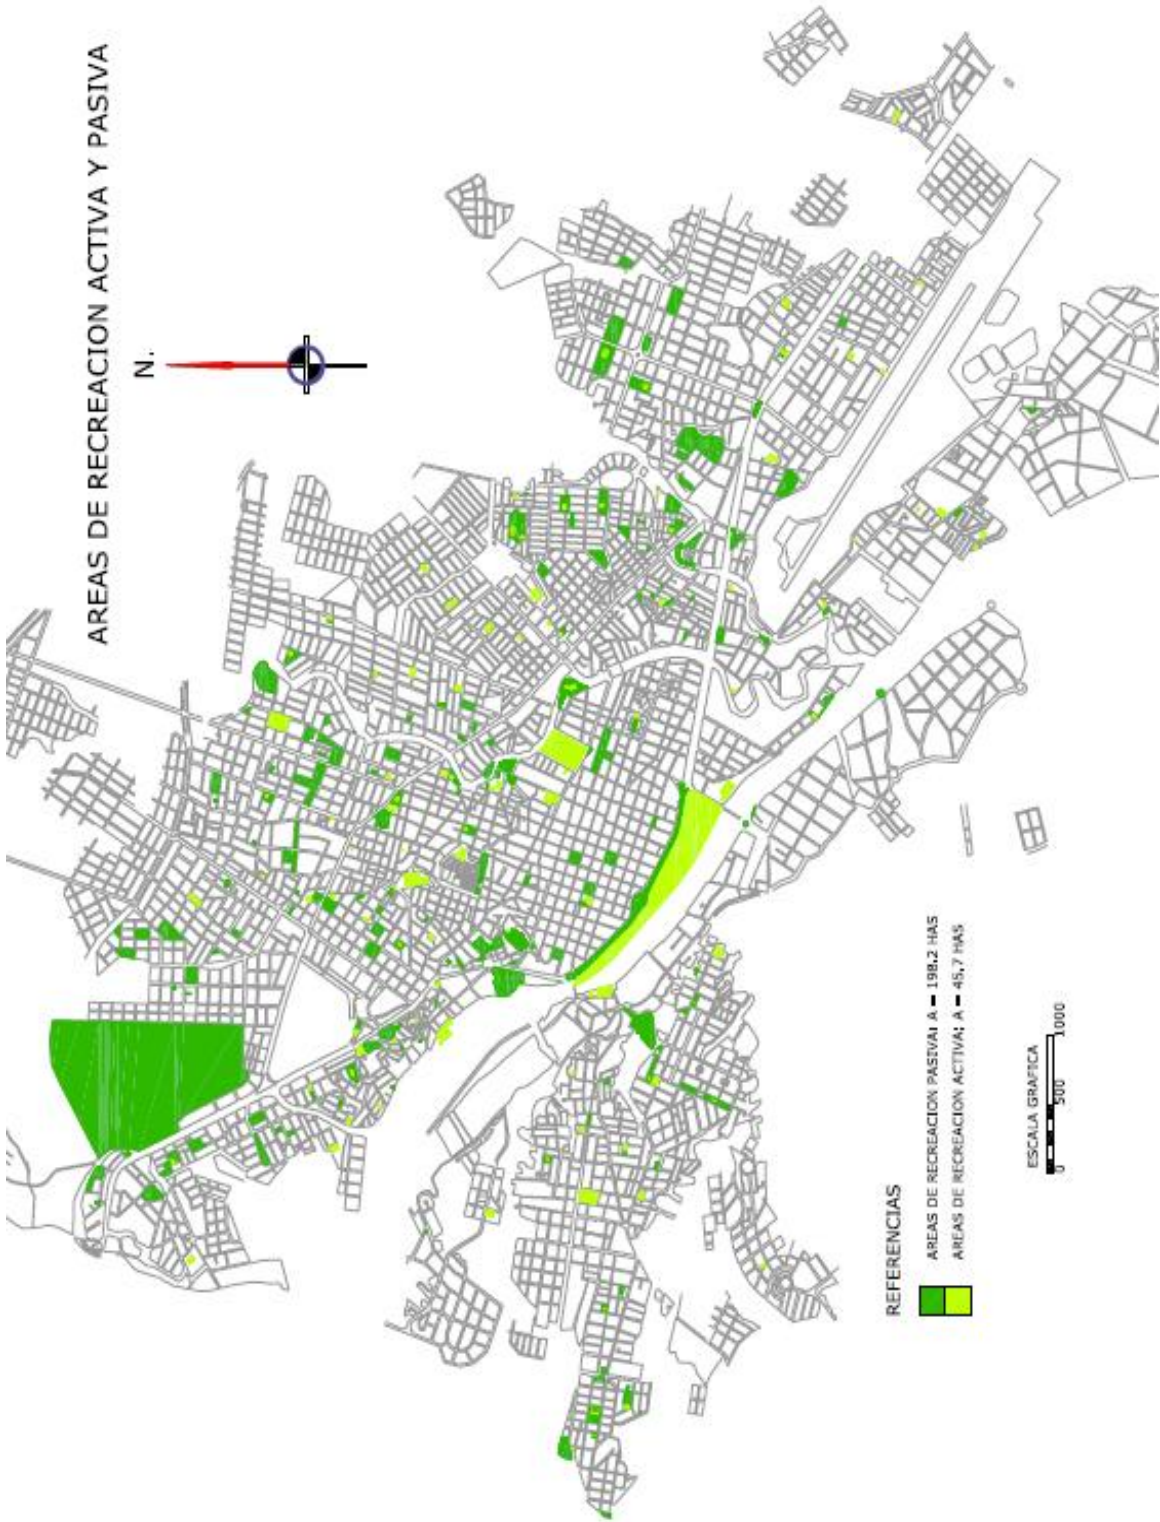 AREAS DE RECREACION ACTIVA Y PASIVA
N.
REFERENCIAS
AREAS DE RECREACION PASIVA: A = 198.2 HAS
AREAS DE RECREACION ACTIVA: A = 45.7 HAS
ESCALA GRAFICA
0 500 1000